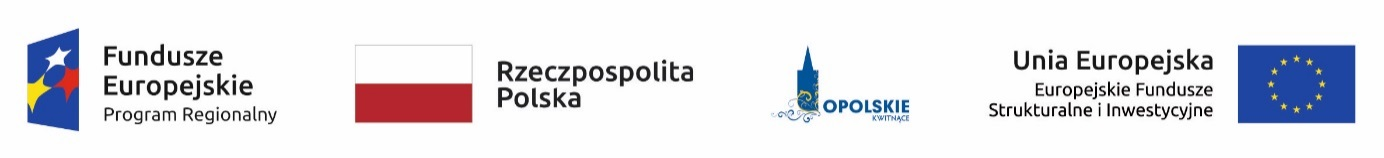 Fundusze
Europejskie
Program Regionalny
Rzeczpospolita
Polska
OPOLSKIE
KWITNĄCE
Unia Europejska
Europejskie Fundusze
Strukturalne i Inwestycyjne